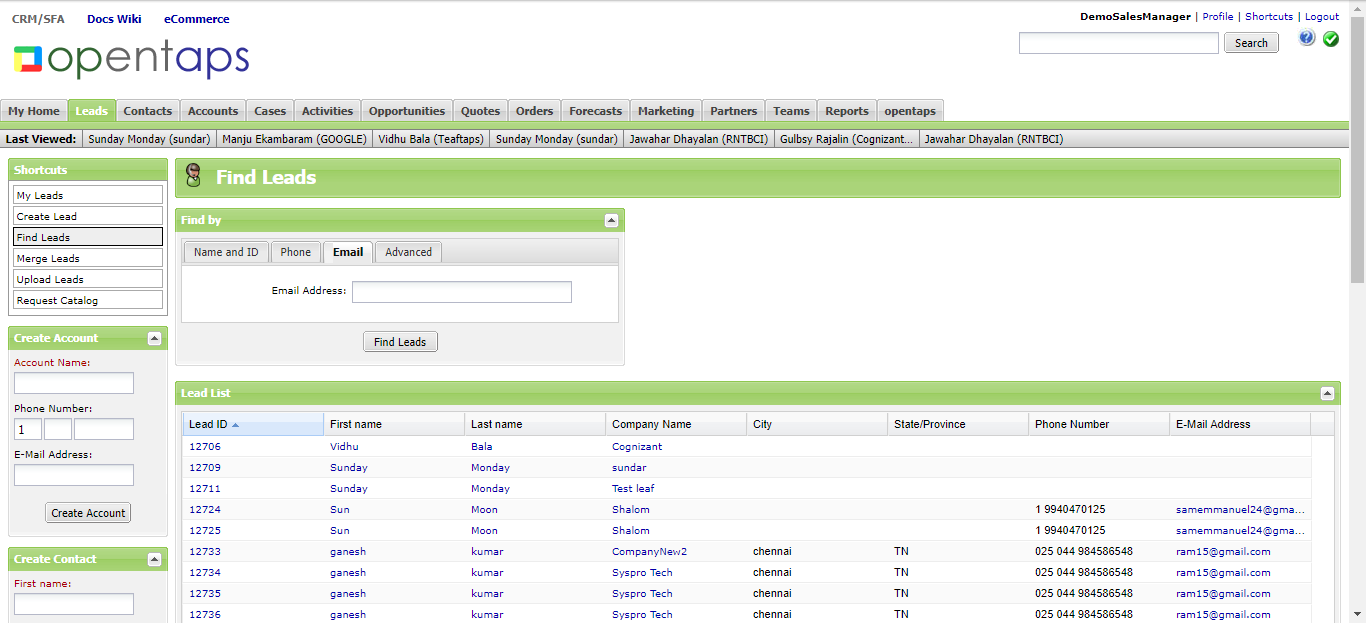 CRM/SFA Docs Wiki eCommerce
DemoSalesManager | Profile | Shortcuts | Logout
opentaps
Search
My Home Leads Contacts Accounts Cases Activities Opportunities Quotes Orders Forecasts Marketing Partners Teams Reports opentaps
Last Viewed: Sunday Monday (sundar) Manju Ekambaram (GOOGLE) Vidhu Bala (Teaftaps) Sunday Monday (sundar) Jawahar Dhayalan (RNTBCI) Gulbsy Rajalin (Cognizant... Jawahar Dhayalan (RNTBCI)
Shortcuts
My Leads
Create Lead
Find Leads
Merge Leads
Upload Leads
Request Catalog
Create Account
Account Name:
Phone Number:
1
E-Mail Address:
Create Account
Create Contact
First name:
Find Leads
Find by
Name and ID Phone Email Advanced
Email Address:
Find Leads
Lead List
Lead ID First name Last name Company Name City State/Province Phone Number E-Mail Address
12706 Vidhu Bala Cognizant
12709 Sunday Monday sundar
12711 Sunday Monday Test leaf
12724 Sun Moon Shalom 1 9940470125 samemmanuel24@gma...
12725 Sun Moon Shalom 1 9940470125 samemmanuel24@gma...
12733 ganesh kumar CompanyNew2 chennai TN 025 044 984586548 ram15@gmail.com
12734 ganesh kumar Syspro Tech chennai TN 025 044 984586548 ram15@gmail.com
12735 ganesh kumar Syspro Tech chennai TN 025 044 984586548 ram15@gmail.com
12736 ganesh kumar Syspro Tech chennai TN 025 044 984586548 ram15@gmail.com